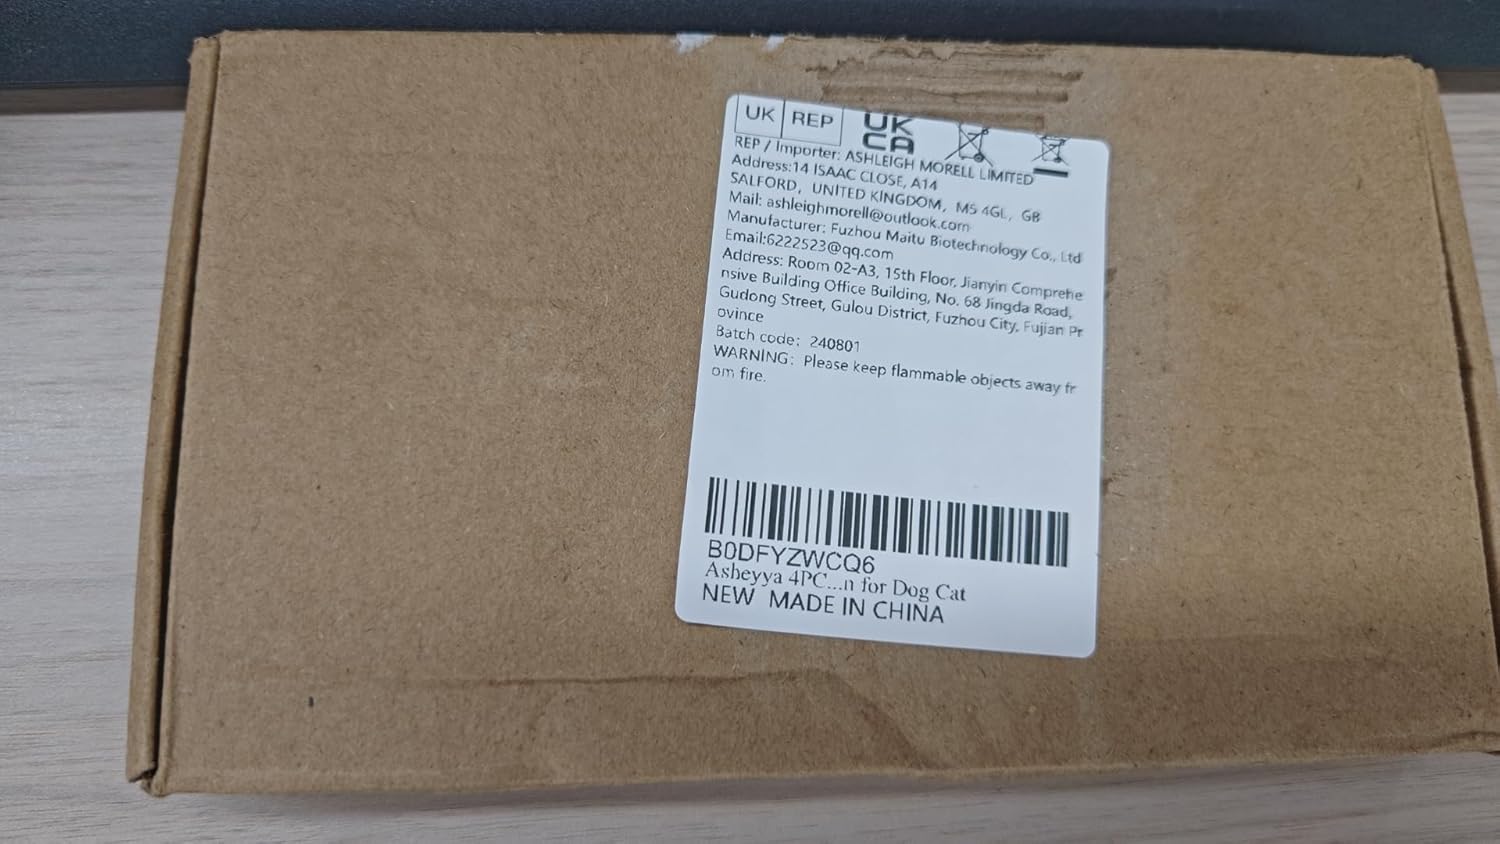 UK REP UK CA
REP / Importer: ASHLEIGH MORELL LIMITED
Address:14 ISAAC CLOSE, A14
SALFORD, UNITED KINGDOM, M5 4GL, GB
Mail: ashleighmorell@outlook.com
Manufacturer: Fuzhou Maitu Biotechnology Co., Ltd
Email:6222523@qq.com
Address: Room 02-A3, 15th Floor, Jianyin Comprehe
nsive Building Office Building, No. 68 Jingda Road,
Gudong Street, Gulou District, Fuzhou City, Fujian Pr
ovince
Batch code: 240801
WARNING: Please keep flammable objects away fr
om fire.
B0DFYZWCQ6
Asheyya 4PC...n for Dog Cat
NEW MADE IN CHINA